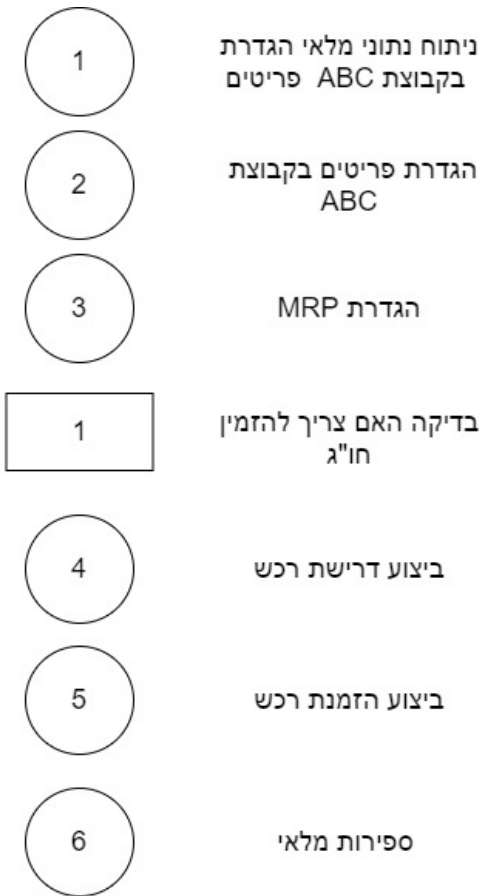 1
ניתוח נתוני מלאי הגדרת
בקבוצת ABC פריטים
2
הגדרת פריטים בקבוצת
ABC
3
הגדרת MRP
1
בדיקה האם צריך להזמין
חו"ג
4
ביצוע דרישת רכש
5
ביצוע הזמנת רכש
6
ספירות מלאי